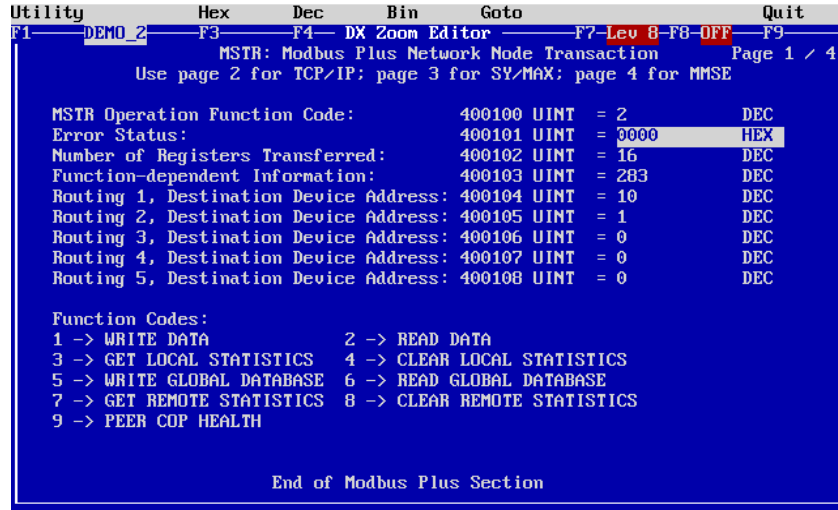 Utility Hex Dec Bin Goto Quit
F1 DEMO_2 F3 F4 DX Zoom Editor F7-Lev 8-F8-OFF F9
MSTR: Modbus Plus Network Node Transaction Page 1 / 4
Use page 2 for TCP/IP; page 3 for SY/MAX; page 4 for MMSE
MSTR Operation Function Code: 400100 UINT = 2 DEC
Error Status: 400101 UINT = 0000 HEX
Number of Registers Transferred: 400102 UINT = 16 DEC
Function-dependent Information: 400103 UINT = 283 DEC
Routing 1, Destination Device Address: 400104 UINT = 10 DEC
Routing 2, Destination Device Address: 400105 UINT = 1 DEC
Routing 3, Destination Device Address: 400106 UINT = 0 DEC
Routing 4, Destination Device Address: 400107 UINT = 0 DEC
Routing 5, Destination Device Address: 400108 UINT = 0 DEC
Function Codes:
1 -> WRITE DATA 2 -> READ DATA
3 -> GET LOCAL STATISTICS 4 -> CLEAR LOCAL STATISTICS
5 -> WRITE GLOBAL DATABASE 6 -> READ GLOBAL DATABASE
7 -> GET REMOTE STATISTICS 8 -> CLEAR REMOTE STATISTICS
9 -> PEER COP HEALTH
End of Modbus Plus Section